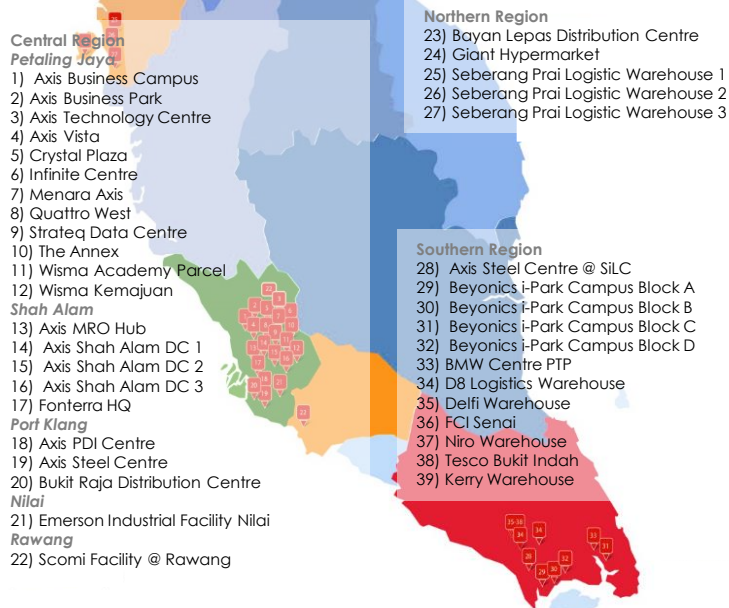 Central Region
Petaling Jaya
1) Axis Business Campus
2) Axis Business Park
3) Axis Technology Centre
4) Axis Vista
5) Crystal Plaza
6) Infinite Centre
7) Menara Axis
8) Quattro West
9) Strateq Data Centre
10) The Annex
11) Wisma Academy Parcel
12) Wisma Kemajuan
Shah Alam
13) Axis MRO Hub
14) Axis Shah Alam DC 1
15) Axis Shah Alam DC 2
16) Axis Shah Alam DC 3
17) Fonterra HQ
Port Klang
18) Axis PDI Centre
19) Axis Steel Centre
20) Bukit Raja Distribution Centre
Nilai
21) Emerson Industrial Facility Nilai
Rawang
22) Scomi Facility @ Rawang
Northern Region
23) Bayan Lepas Distribution Centre
24) Giant Hypermarket
25) Seberang Prai Logistic Warehouse 1
26) Seberang Prai Logistic Warehouse 2
27) Seberang Prai Logistic Warehouse 3
Southern Region
28) Axis Steel Centre @ SiLC
29) Beyonics i-Park Campus Block A
30) Beyonics i-Park Campus Block B
31) Beyonics i-Park Campus Block C
32) Beyonics i-Park Campus Block D
33) BMW Centre PTP
34) D8 Logistics Warehouse
35) Delfi Warehouse
36) FCI Senai
37) Niro Warehouse
38) Tesco Bukit Indah
39) Kerry Warehouse
35-38
34 34
33 31
32
29 30